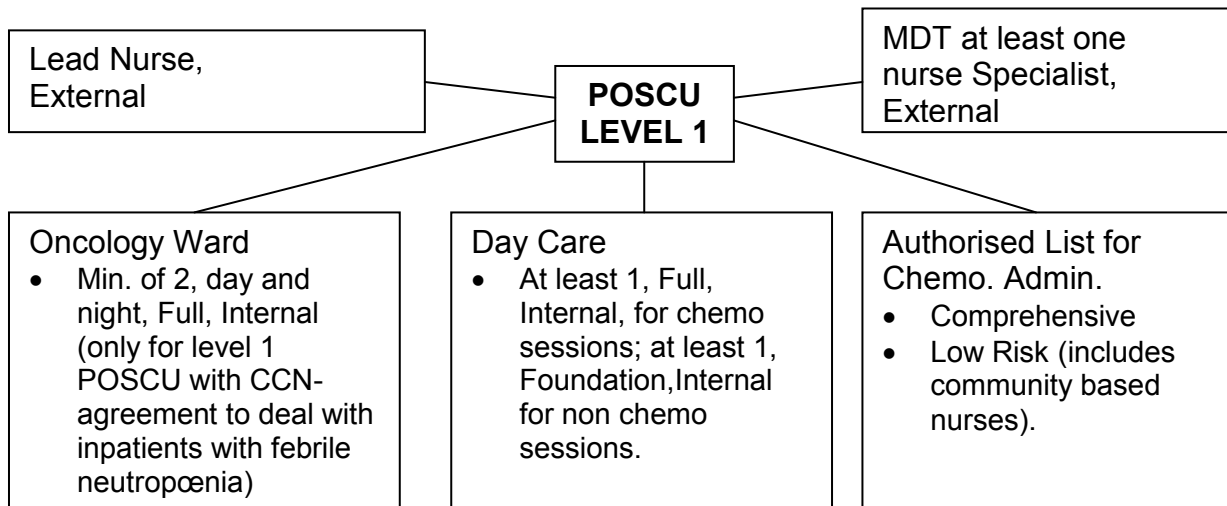 Lead Nurse,
External
POSCU
LEVEL 1
MDT at least one
nurse Specialist,
External
Oncology Ward
• Min. of 2, day and
night, Full, Internal
(only for level 1
POSCU with CCN-
agreement to deal with
inpatients with febrile
neutropœnia)
Day Care
• At least 1, Full,
Internal, for chemo
sessions; at least 1,
Foundation,Internal
for non chemo
sessions.
Authorised List for
Chemo. Admin.
• Comprehensive
• Low Risk (includes
community based
nurses).